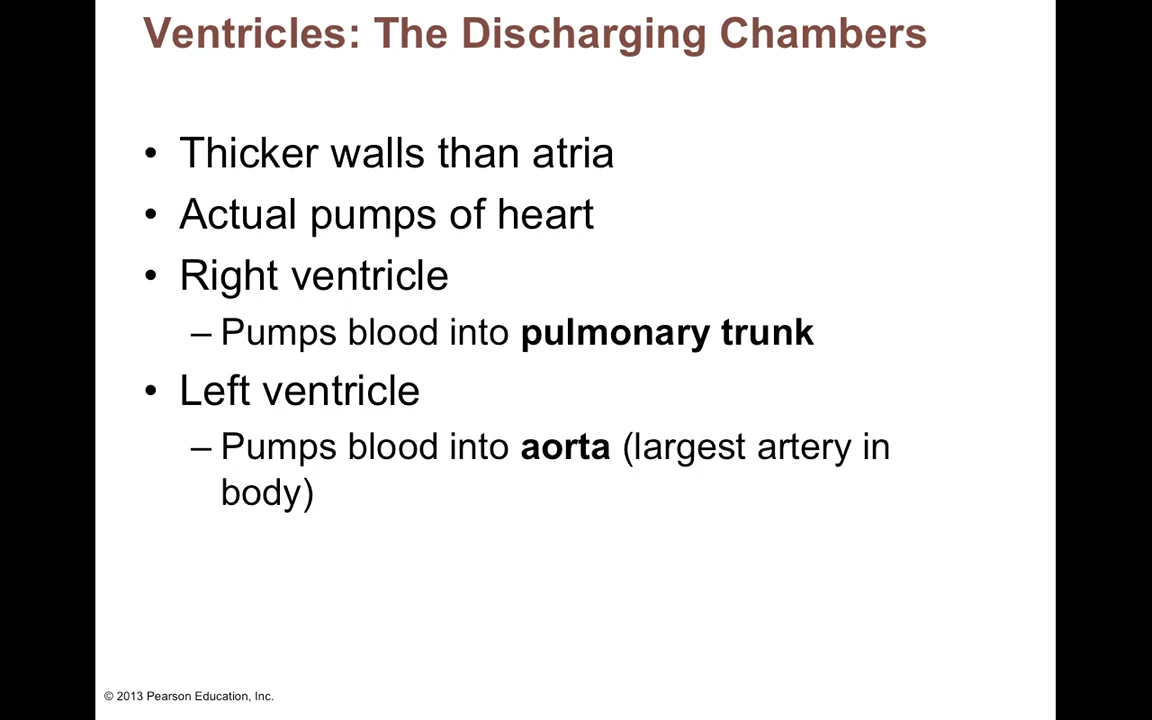 Ventricles: The Discharging Chambers
• Thicker walls than atria
• Actual pumps of heart
• Right ventricle
– Pumps blood into pulmonary trunk
• Left ventricle
– Pumps blood into aorta (largest artery in
body)
© 2013 Pearson Education, Inc.